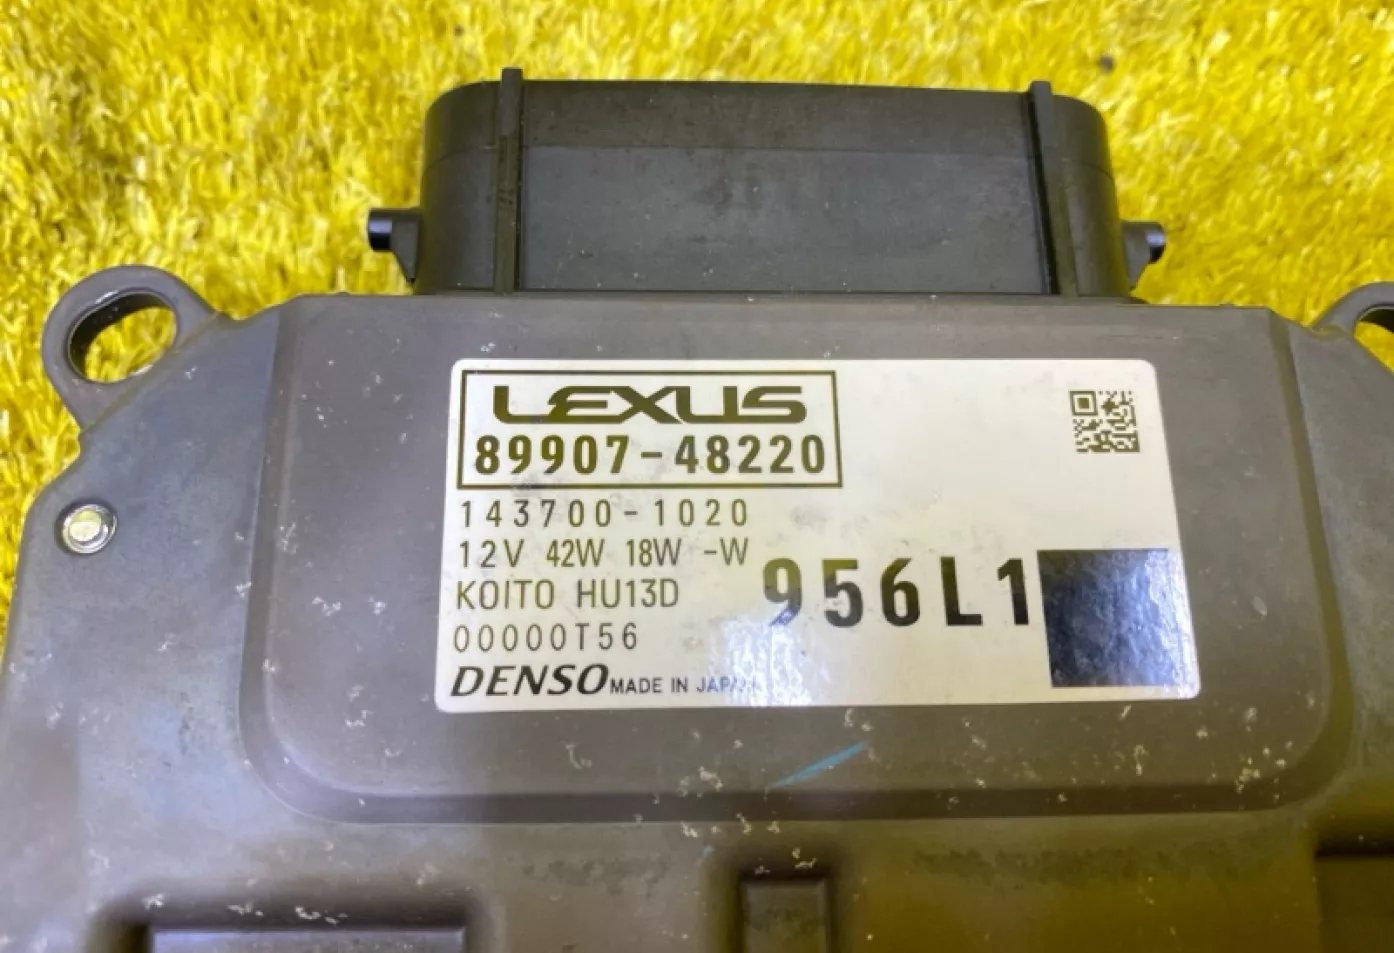 LEXUS
89907-48220
143700-1020
12V 42W 18W -W
KOITO HU13D
956L1
00000T56
DENSO MADE IN JAPAN